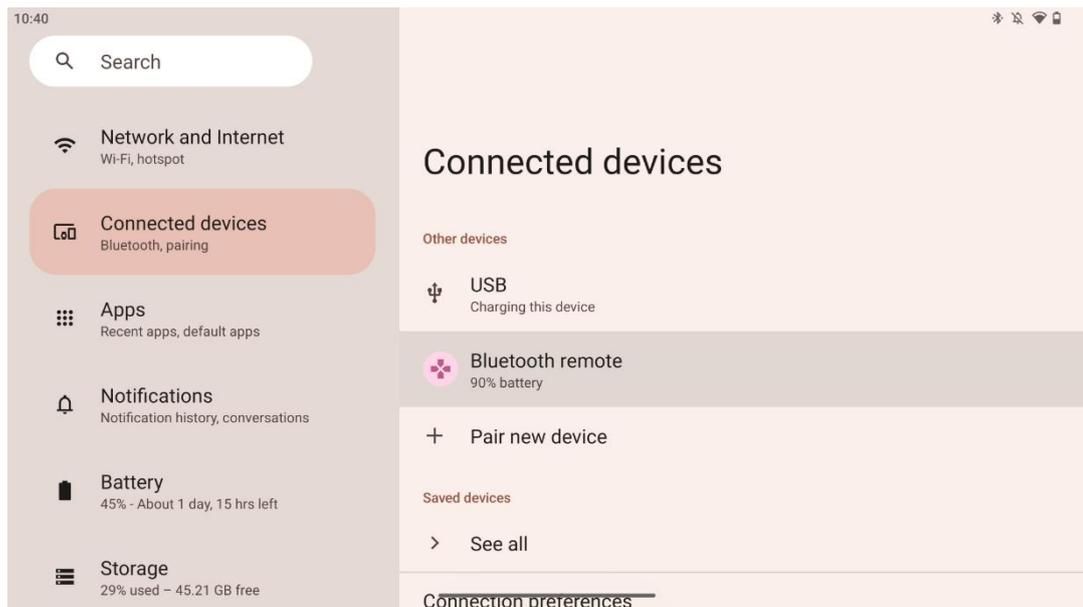 10:40
Search
Network and Internet
Wi-Fi, hotspot
Connected devices
Bluetooth, pairing
Apps
Recent apps, default apps
Notifications
Notification history, conversations
Battery
45% - About 1 day, 15 hrs left
Storage
29% used – 45.21 GB free
Connected devices
Other devices
USB
Charging this device
Bluetooth remote
90% battery
Pair new device
Saved devices
See all
Connection preferences